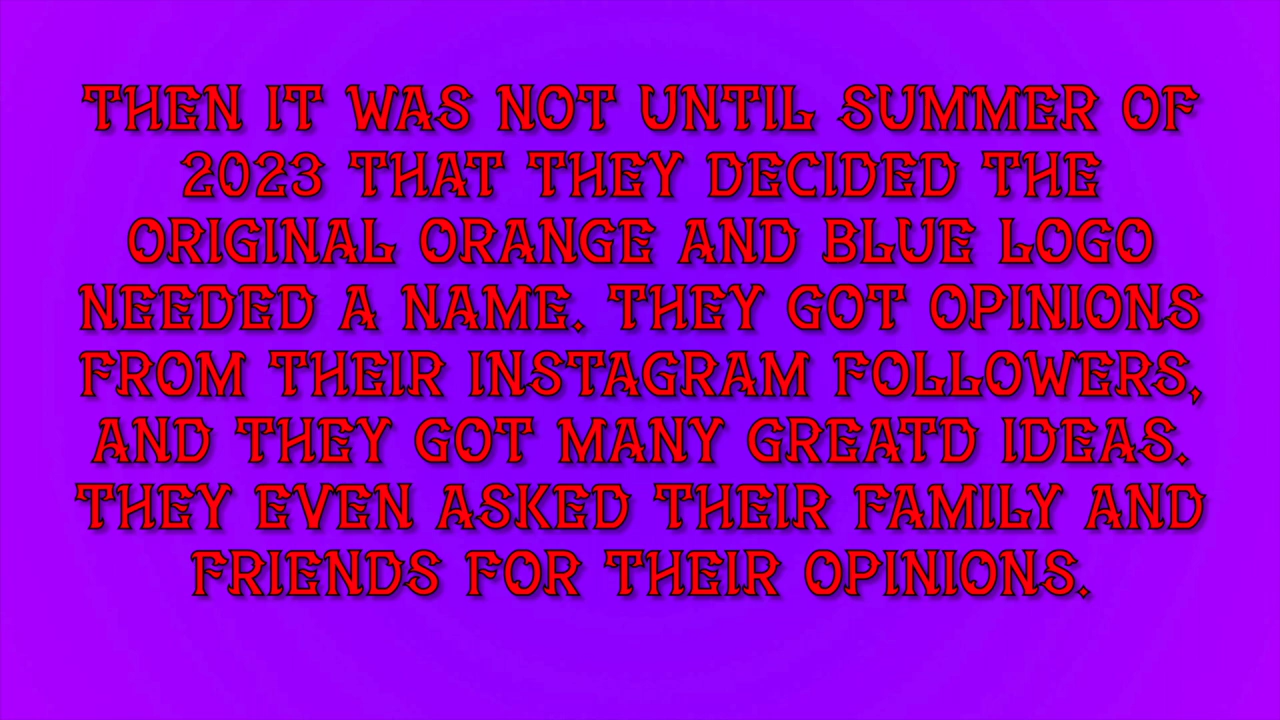 THEN IT WAS NOT UNTIL SUMMER OF
2023 THAT THEY DECIDED THE
ORIGINAL ORANGE AND BLUE LOGO
NEEDED A NAME. THEY GOT OPINIONS
FROM THEIR INSTAGRAM FOLLOWERS,
AND THEY GOT MANY GREATD IDEAS.
THEY EVEN ASKED THEIR FAMILY AND
FRIENDS FOR THEIR OPINIONS.